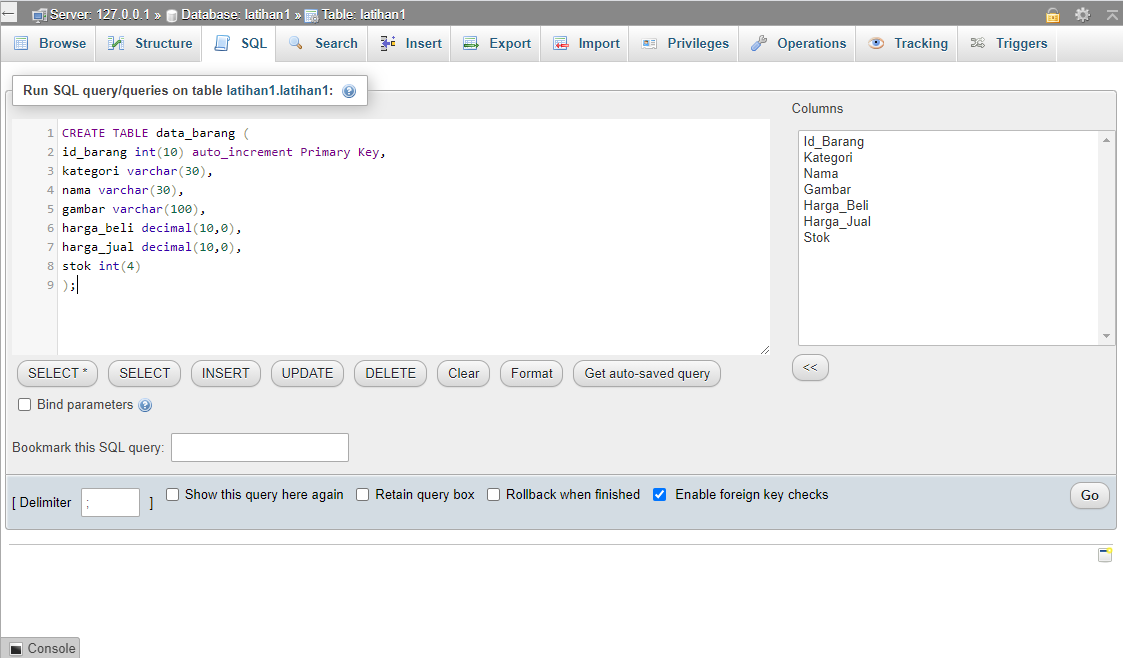 Server: 127.0.0.1 » Database: latihan1 » Table: latihan1
Browse Structure SQL Search Insert Export Import Privileges Operations Tracking Triggers
Run SQL query/queries on table latihan1.latihan1:
1 CREATE TABLE data_barang (
2 id_barang int(10) auto_increment Primary Key,
3 kategori varchar(30),
4 nama varchar(30),
5 gambar varchar(100),
6 harga_beli decimal(10,0),
7 harga_jual decimal(10,0),
8 stok int(4)
9 );
Columns
Id_Barang
Kategori
Nama
Gambar
Harga_Beli
Harga_Jual
Stok
<<
SELECT * SELECT INSERT UPDATE DELETE Clear Format Get auto-saved query
Bind parameters
Bookmark this SQL query:
[ Delimiter ; ] Show this query here again Retain query box Rollback when finished Enable foreign key checks Go
Console